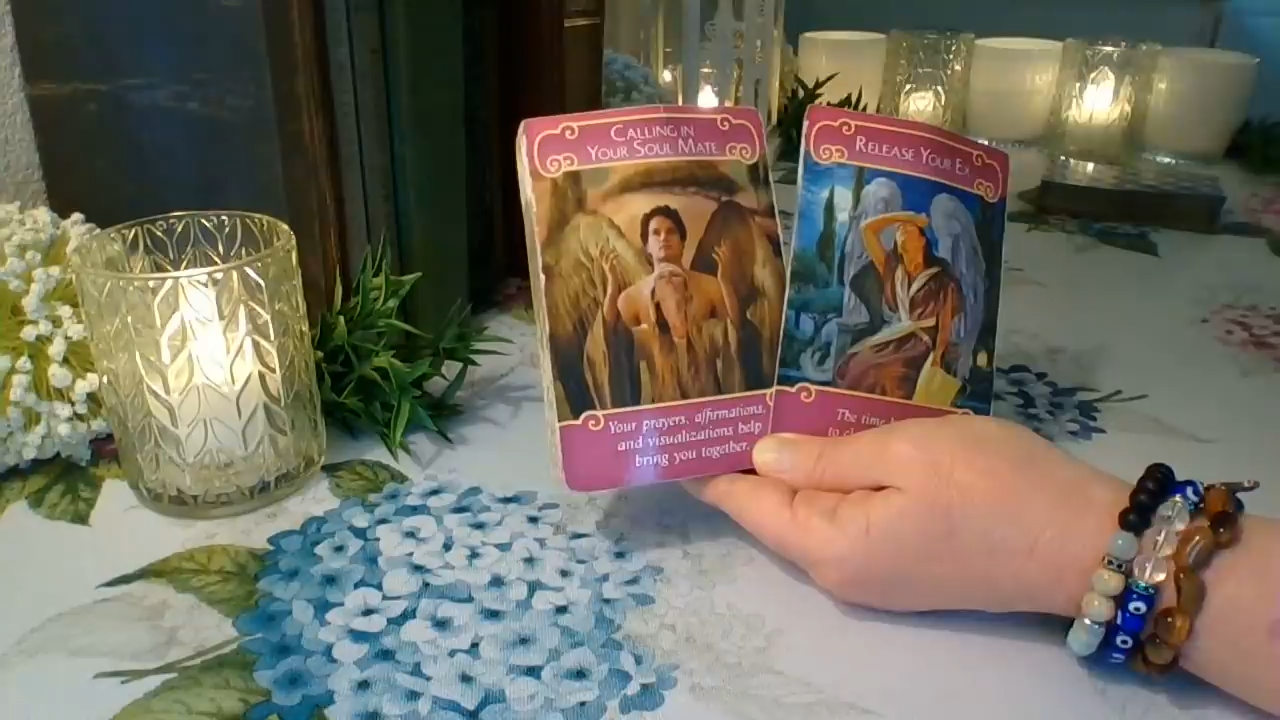 CALLING IN
YOUR SOUL MATE
Your prayers, affirmations,
and visualizations help
bring you together.
RELEASE YOUR EX
The time
to